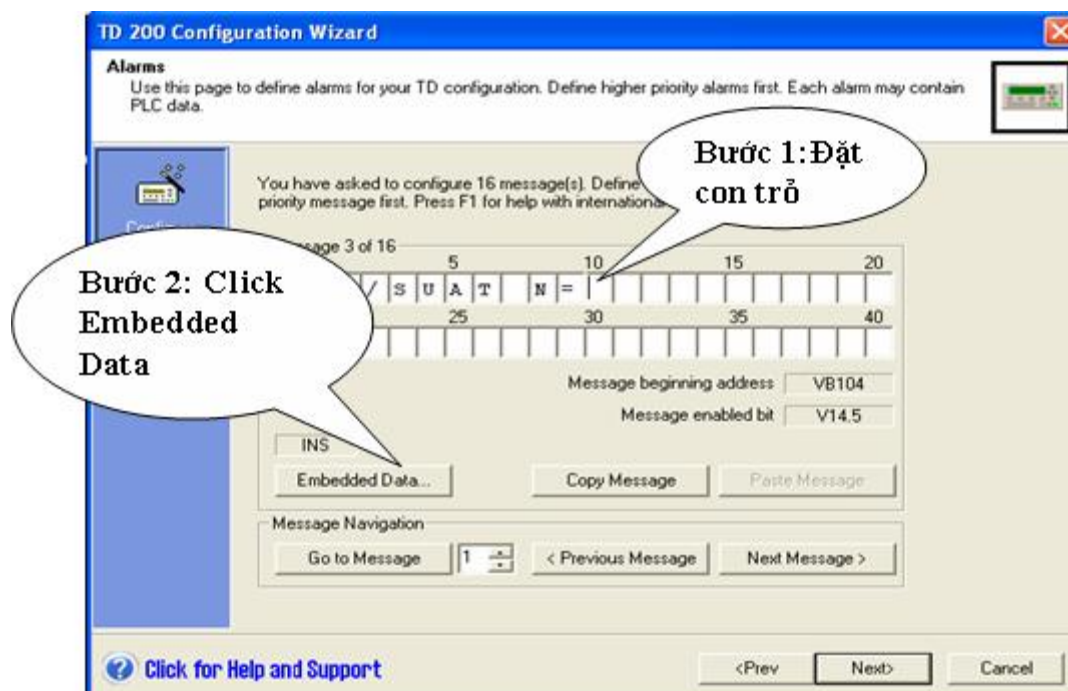 TD 200 Configuration Wizard
Alarms
Use this page to define alarms for your TD configuration. Define higher priority alarms first. Each alarm may contain
PLC data.
Bước 1:Đặt
con trỏ
You have asked to configure 16 message(s). Define
priority message first. Press F1 for help with international
3 of 16
5 10 15 20
/SUAT N=
25 30 35 40
Bước 2: Click
Embedded
Data
Message beginning address VB104
Message enabled bit V14.5
INS
Embedded Data... Copy Message Paste Message
Message Navigation
Go to Message 1 < Previous Message Next Message >
Click for Help and Support <Prev Next> Cancel